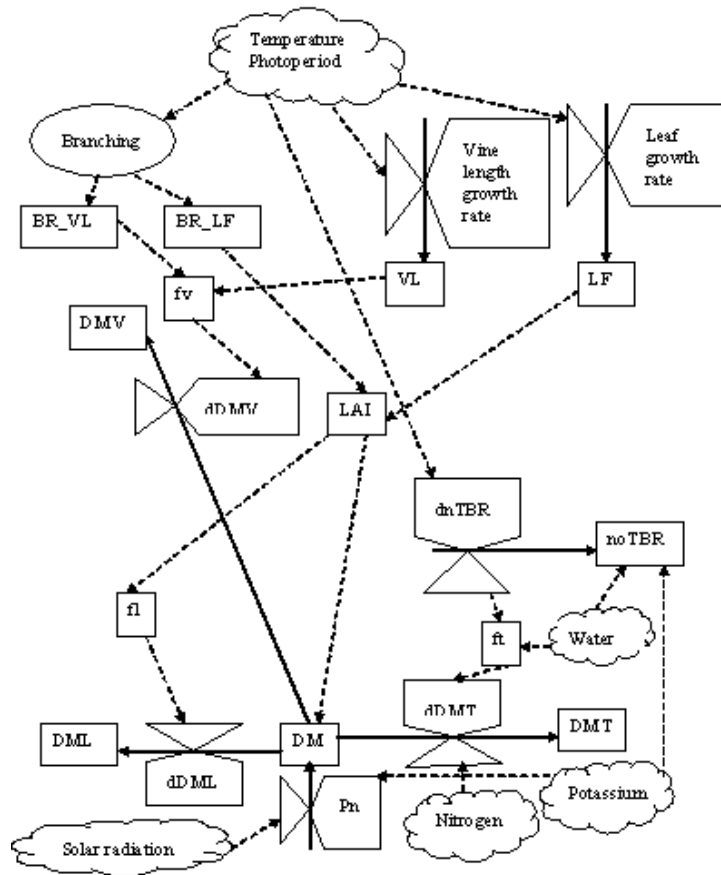 Temperature
Photoperiod
Branching
Vine
length
growth
rate
Leaf
growth
rate
BR_VL
BR_LF
fv
VL
LF
DMV
dDMV
LAI
dnTBR
noTBR
fl
ft
Water
dDMT
DML
DM
DMT
dDML
Pn
Nitrogen
Potassium
Solar radiation